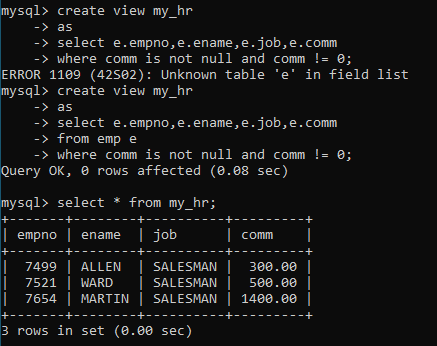 mysql> create view my_hr
    -> as
    -> select e.empno,e.ename,e.job,e.comm
    -> where comm is not null and comm != 0;
ERROR 1109 (42S02): Unknown table 'e' in field list
mysql> create view my_hr
    -> as
    -> select e.empno,e.ename,e.job,e.comm
    -> from emp e
    -> where comm is not null and comm != 0;
Query OK, 0 rows affected (0.08 sec)

mysql> select * from my_hr;
+-------+--------+----------+---------+
| empno | ename  | job      | comm    |
+-------+--------+----------+---------+
|  7499 | ALLEN  | SALESMAN |  300.00 |
|  7521 | WARD   | SALESMAN |  500.00 |
|  7654 | MARTIN | SALESMAN | 1400.00 |
+-------+--------+----------+---------+
3 rows in set (0.00 sec)